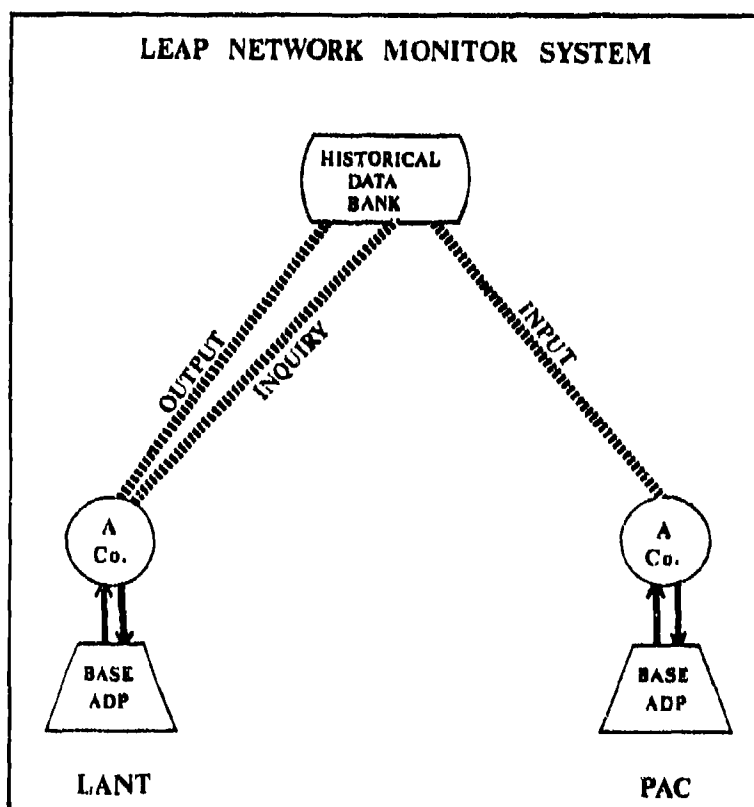 LEAP NETWORK MONITOR SYSTEM
HISTORICAL
DATA
BANK
OUTPUT
INQUIRY
INPUT
A
Co.
A
Co.
BASE
ADP
BASE
ADP
LANT
PAC